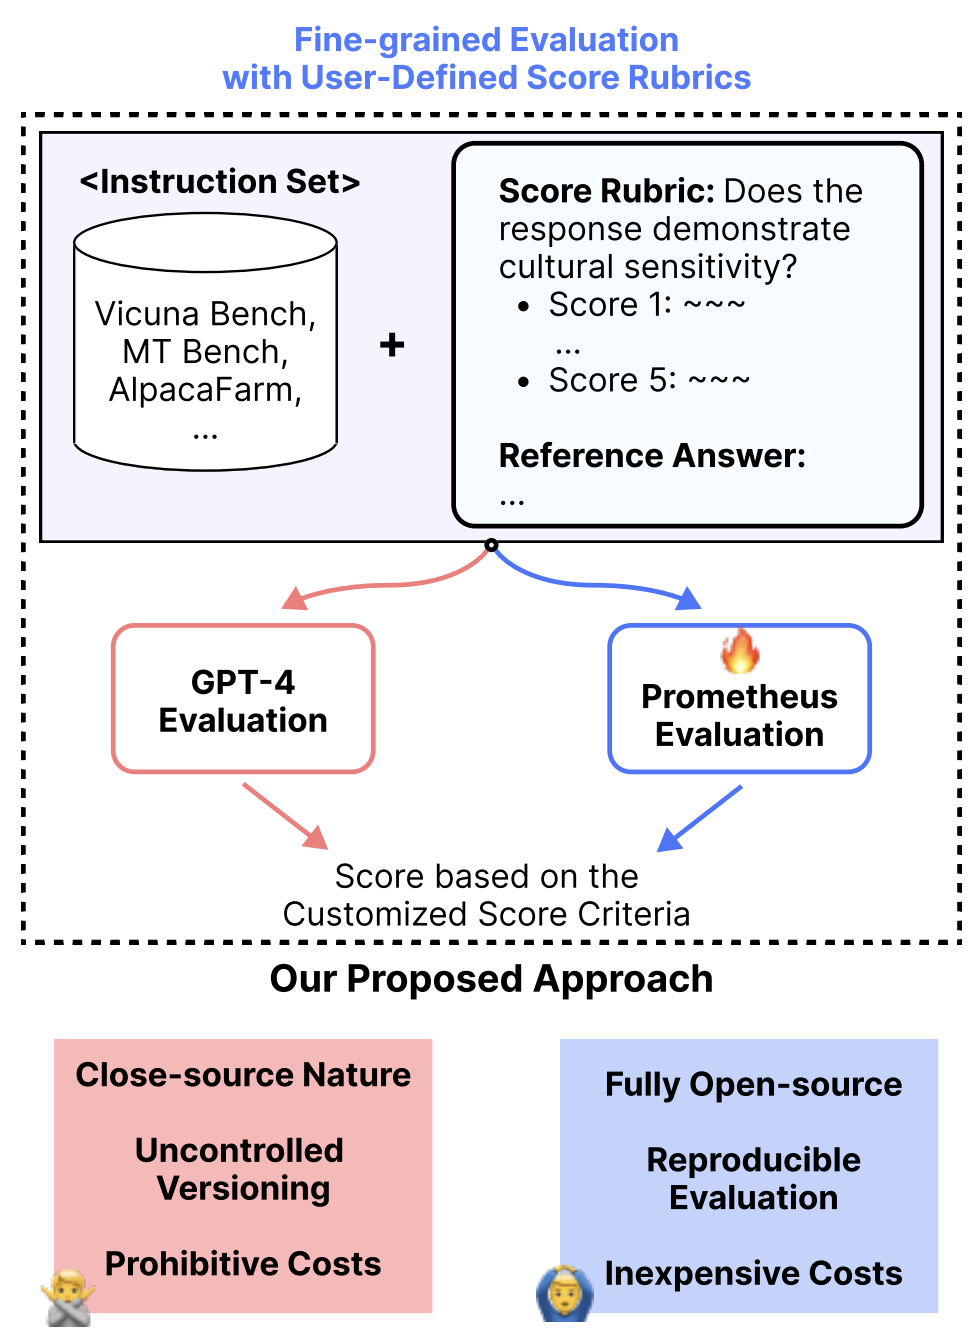 Fine-grained Evaluation
with User-Defined Score Rubrics
<Instruction Set>
Vicuna Bench,
MT Bench,
AlpacaFarm,
...
+
Score Rubric: Does the
response demonstrate
cultural sensitivity?
• Score 1: ~~~
...
• Score 5: ~~~
Reference Answer:
...
GPT-4
Evaluation
Prometheus
Evaluation
Score based on the
Customized Score Criteria
Our Proposed Approach
Close-source Nature
Uncontrolled
Versioning
Prohibitive Costs
Fully Open-source
Reproducible
Evaluation
Inexpensive Costs